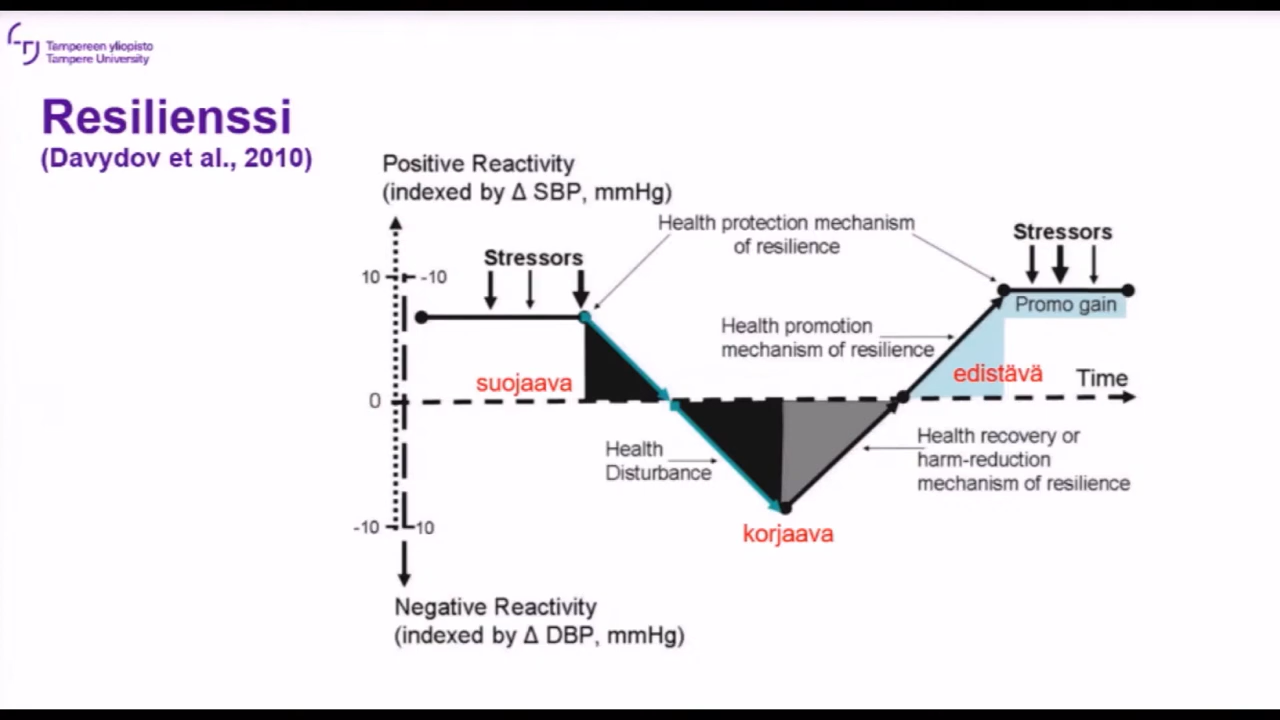 Tampereen yliopisto
Tampere University
Resilienssi
(Davydov et al., 2010)
Positive Reactivity
(indexed by Δ SBP, mmHg)
Health protection mechanism
of resilience
Stressors
Stressors
10
-10
Promo gain
Health promotion
mechanism of resilience
suojaava
edistävä
Time
0
Health
Disturbance
Health recovery or
harm-reduction
mechanism of resilience
-10
10
korjaava
Negative Reactivity
(indexed by Δ DBP, mmHg)